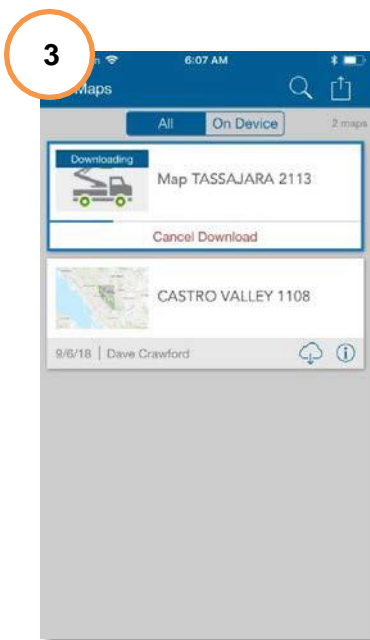 3
6:07 AM
Maps
All
On Device
2 maps
Downloading
Map TASSAJARA 2113
Cancel Download
CASTRO VALLEY 1108
9/6/18 | Dave Crawford